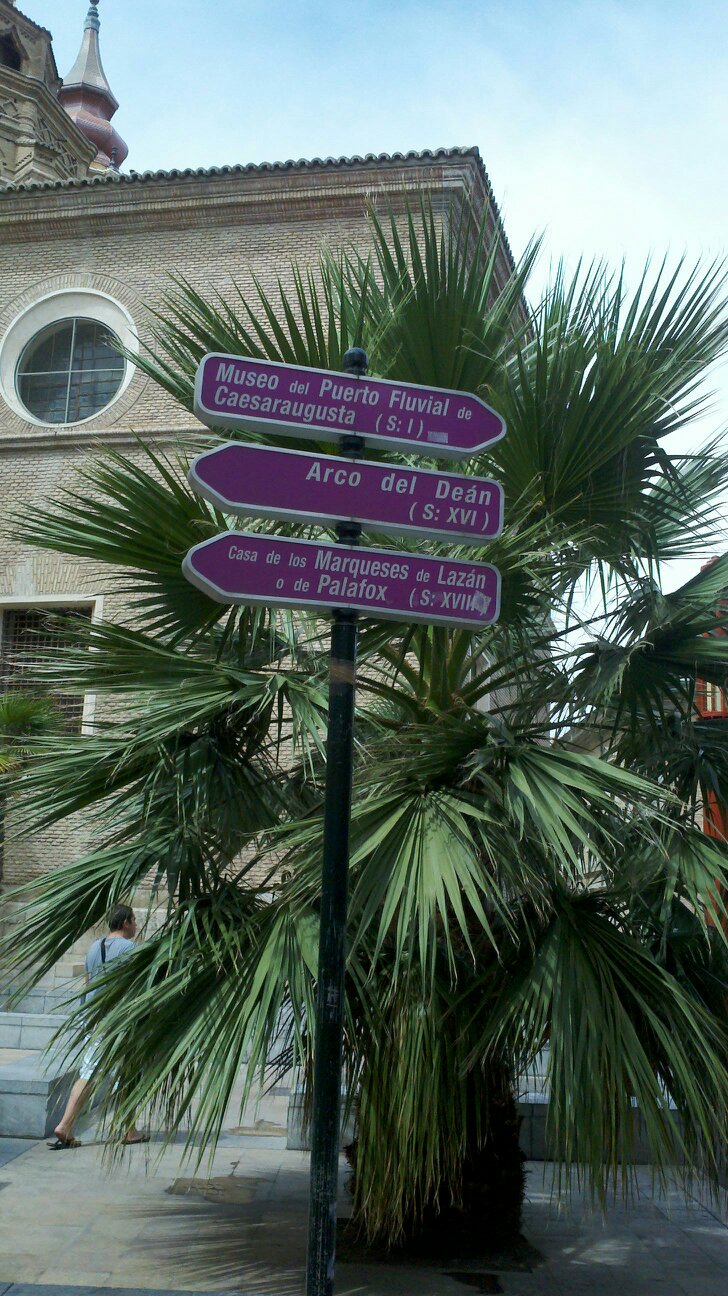 Museo del Puerto Fluvial de
Caesaraugusta (S: I)
Arco del Deán
(S: XVI)
Casa de los Marqueses de Lazán
o de Palafox (S: XVIII)